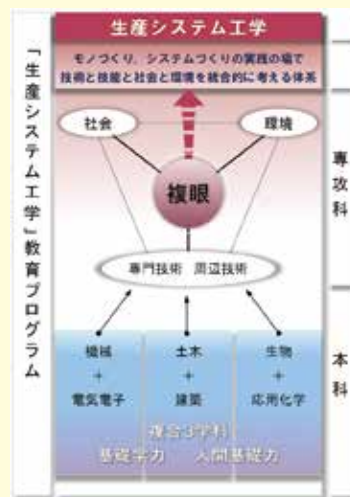 「生産システム工学」教育プログラム
生産システム工学
モノづくり、システムづくりの実践の場で
技術と技能と社会と環境を統合的に考える体系
社会
環境
複眼
専門技術 周辺技術
機械
+
電気電子
土木
+
建築
生物
+
応用化学
複合3学科
基礎学力 人間基礎力
専攻科
本科